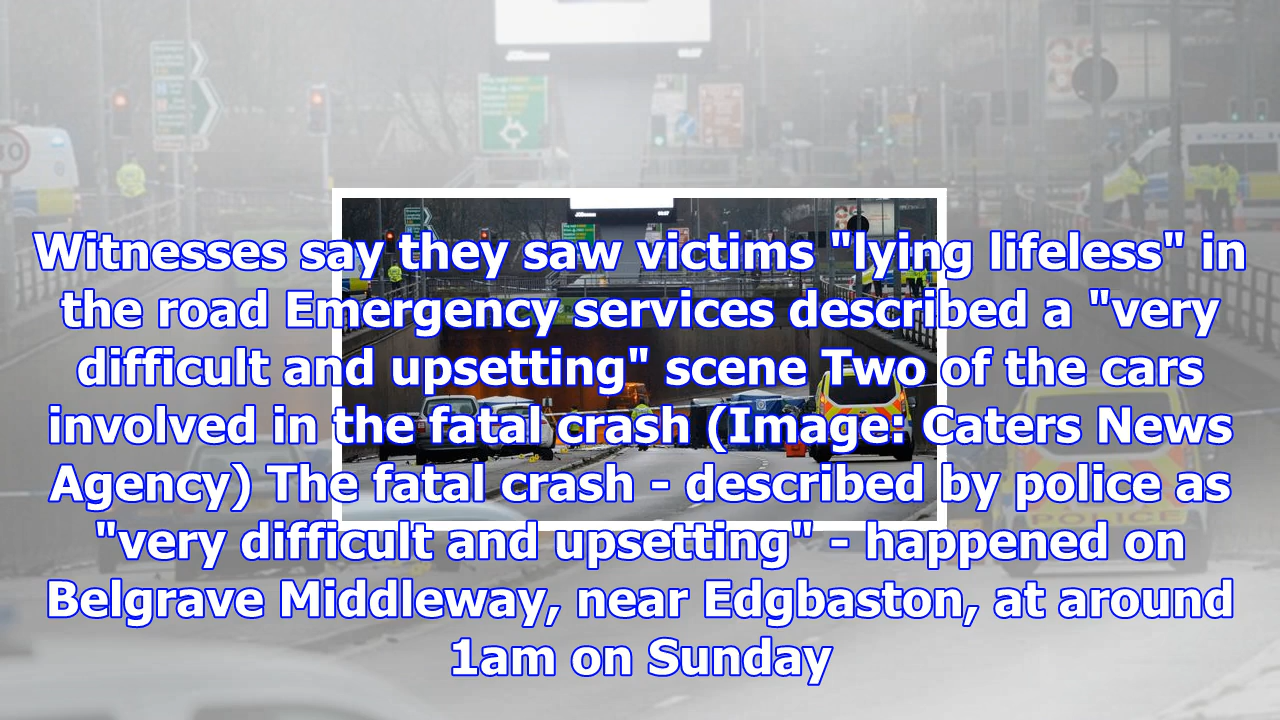 Witnesses say they saw victims "lying lifeless" in
the road Emergency services described a "very
difficult and upsetting" scene Two of the cars
involved in the fatal crash (Image: Caters News
Agency) The fatal crash - described by police as
"very difficult and upsetting" - happened on
Belgrave Middleway, near Edgbaston, at around
1am on Sunday
POLICE